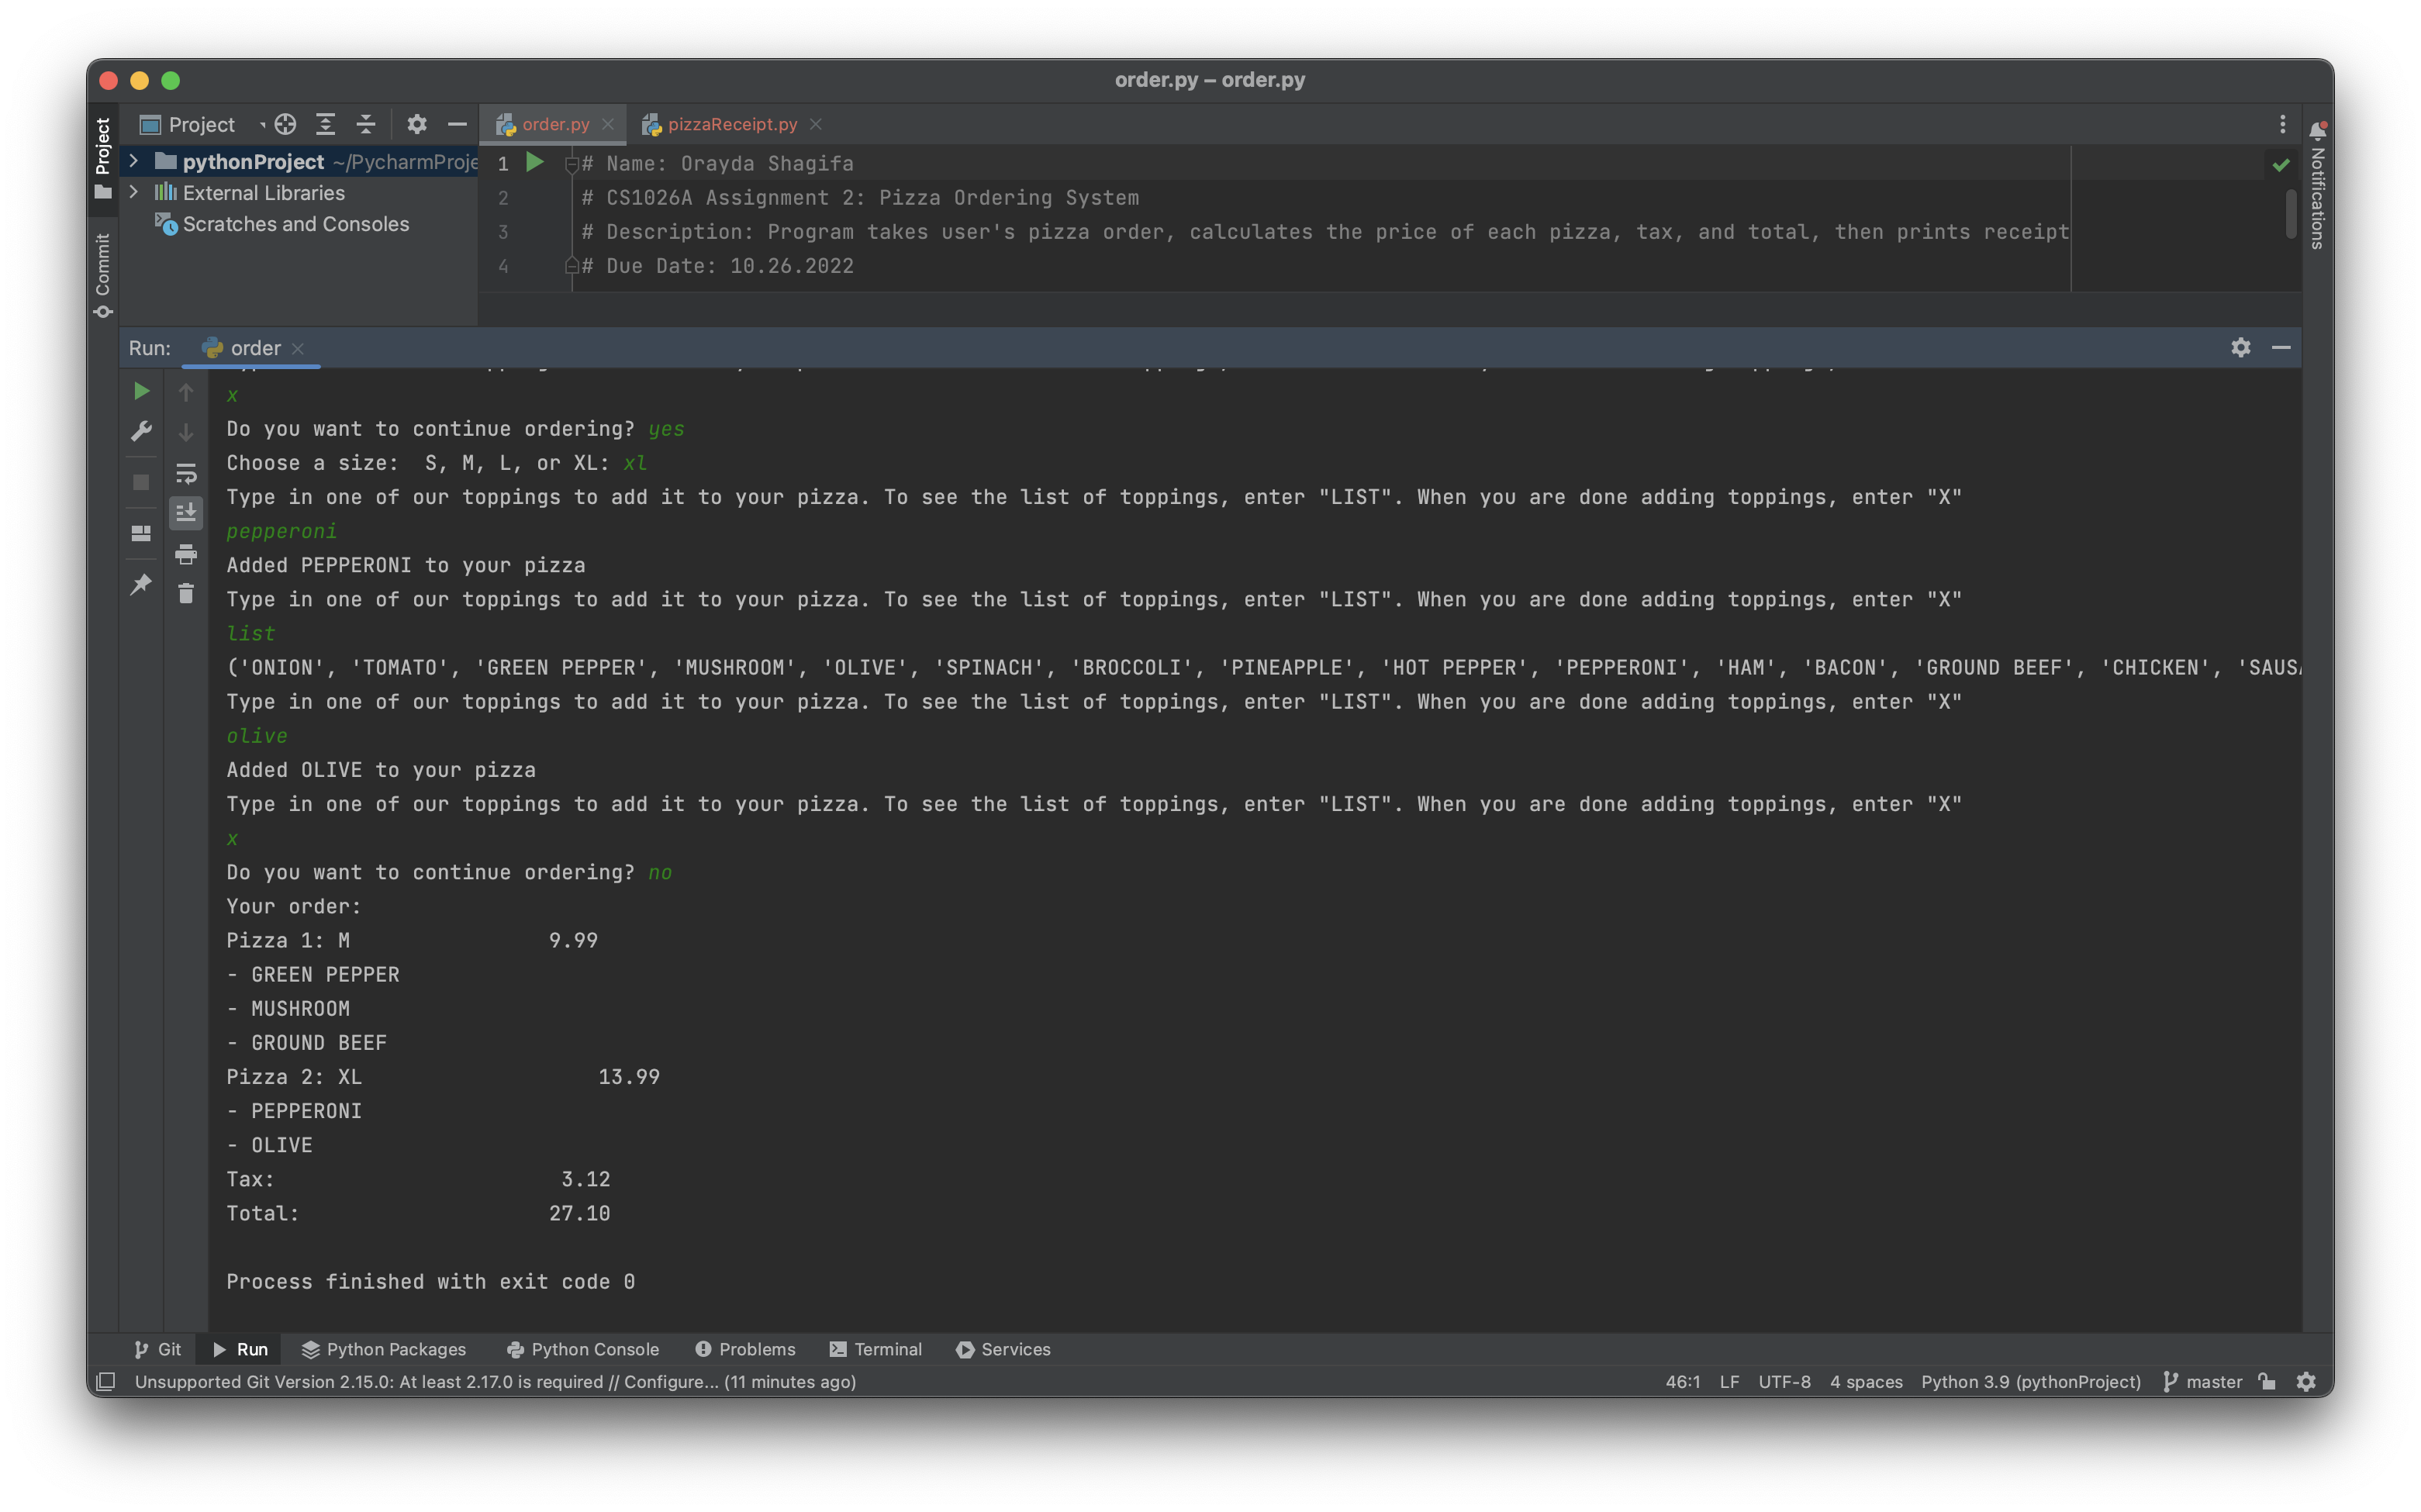 order.py – order.py
Project
order.py
pizzaReceipt.py
Project
pythonProject ~/PycharmProje
External Libraries
Scratches and Consoles
Commit
1 # Name: Orayda Shagifa
2 # CS1026A Assignment 2: Pizza Ordering System
3 # Description: Program takes user's pizza order, calculates the price of each pizza, tax, and total, then prints receipt
4 # Due Date: 10.26.2022
Notifications
Run: order
x
Do you want to continue ordering? yes
Choose a size:  S, M, L, or XL: xl
Type in one of our toppings to add it to your pizza. To see the list of toppings, enter "LIST". When you are done adding toppings, enter "X"
pepperoni
Added PEPPERONI to your pizza
Type in one of our toppings to add it to your pizza. To see the list of toppings, enter "LIST". When you are done adding toppings, enter "X"
list
('ONION', 'TOMATO', 'GREEN PEPPER', 'MUSHROOM', 'OLIVE', 'SPINACH', 'BROCCOLI', 'PINEAPPLE', 'HOT PEPPER', 'PEPPERONI', 'HAM', 'BACON', 'GROUND BEEF', 'CHICKEN', 'SAUSA
Type in one of our toppings to add it to your pizza. To see the list of toppings, enter "LIST". When you are done adding toppings, enter "X"
olive
Added OLIVE to your pizza
Type in one of our toppings to add it to your pizza. To see the list of toppings, enter "LIST". When you are done adding toppings, enter "X"
x
Do you want to continue ordering? no
Your order:
Pizza 1: M 9.99
- GREEN PEPPER
- MUSHROOM
- GROUND BEEF
Pizza 2: XL 13.99
- PEPPERONI
- OLIVE
Tax: 3.12
Total: 27.10
Process finished with exit code 0
Git Run Python Packages Python Console Problems Terminal Services
Unsupported Git Version 2.15.0: At least 2.17.0 is required // Configure... (11 minutes ago) 46:1 LF UTF-8 4 spaces Python 3.9 (pythonProject) master